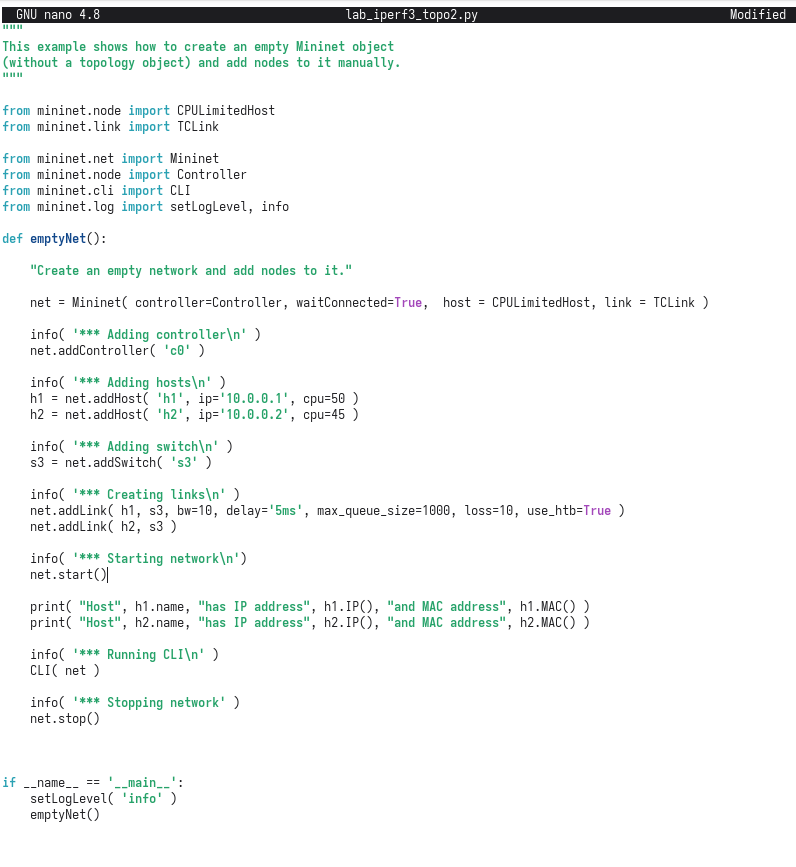 GNU nano 4.8 lab_iperf3_topo2.py Modified
"""
This example shows how to create an empty Mininet object
(without a topology object) and add nodes to it manually.
"""
from mininet.node import CPULimitedHost
from mininet.link import TCLink
from mininet.net import Mininet
from mininet.node import Controller
from mininet.cli import CLI
from mininet.log import setLogLevel, info
def emptyNet():
"Create an empty network and add nodes to it."
net = Mininet( controller=Controller, waitConnected=True,  host = CPULimitedHost, link = TCLink )
info( '*** Adding controller\n' )
net.addController( 'c0' )
info( '*** Adding hosts\n' )
h1 = net.addHost( 'h1', ip='10.0.0.1', cpu=50 )
h2 = net.addHost( 'h2', ip='10.0.0.2', cpu=45 )
info( '*** Adding switch\n' )
s3 = net.addSwitch( 's3' )
info( '*** Creating links\n' )
net.addLink( h1, s3, bw=10, delay='5ms', max_queue_size=1000, loss=10, use_htb=True )
net.addLink( h2, s3 )
info( '*** Starting network\n')
net.start()
print( "Host", h1.name, "has IP address", h1.IP(), "and MAC address", h1.MAC() )
print( "Host", h2.name, "has IP address", h2.IP(), "and MAC address", h2.MAC() )
info( '*** Running CLI\n' )
CLI( net )
info( '*** Stopping network' )
net.stop()
if __name__ == '__main__':
setLogLevel( 'info' )
emptyNet()